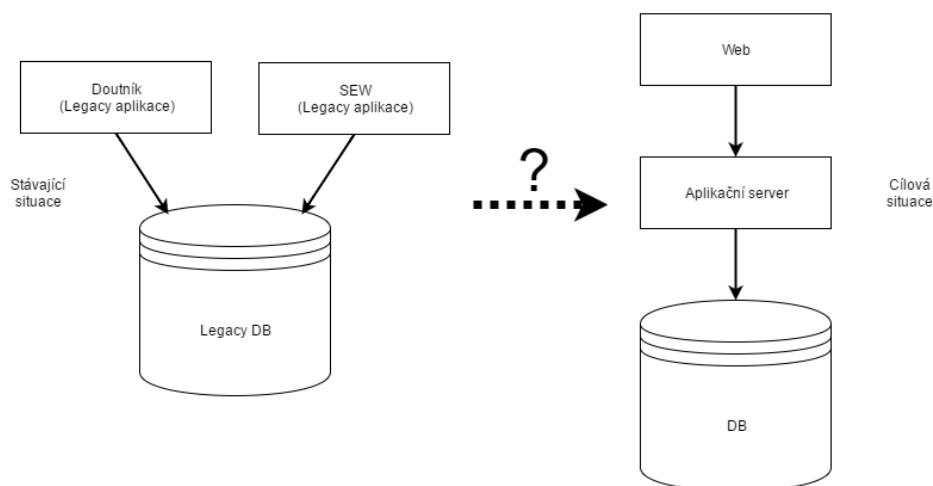 Doutník
(Legacy aplikace)
SEW
(Legacy aplikace)
Stávající
situace
Legacy DB
?
Web
Aplikační server
Cílová
situace
DB